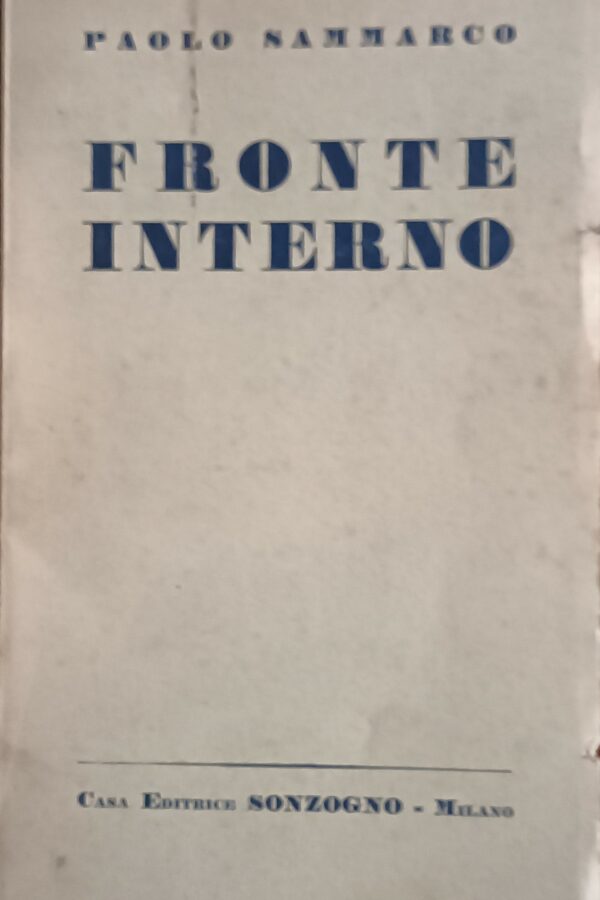 PAOLO SAMMARCO
FRONTE
INTERNO
CASA EDITRICE SONZOGNO - MILANO